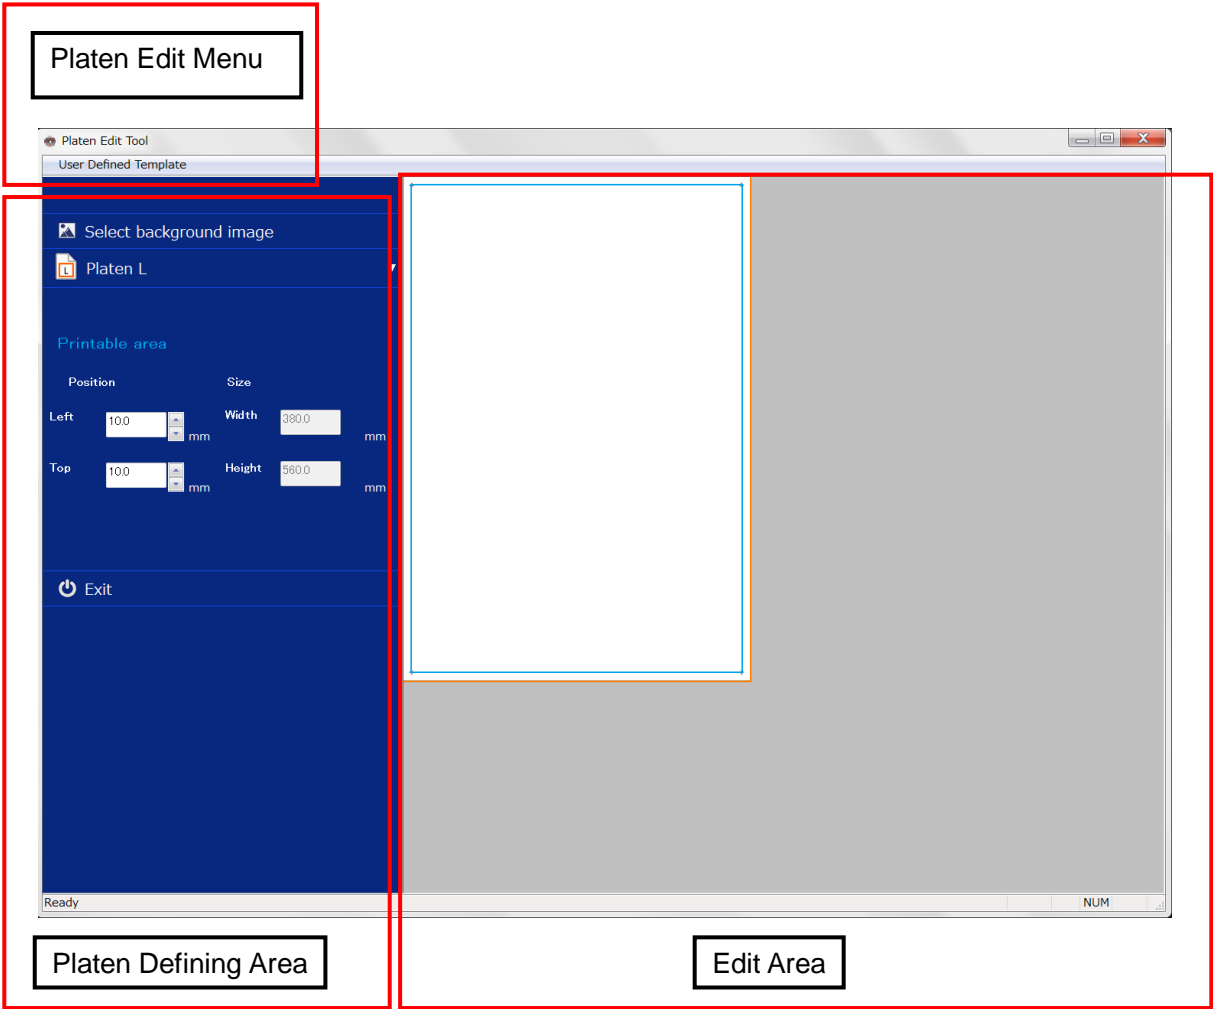 Platen Edit Menu
Platen Edit Tool
User Defined Template
Select background image
L
Platen L
Printable area
Position Size
Left 10.0 mm Width 380.0 mm
Top 10.0 mm Height 560.0 mm
Exit
Ready NUM
Platen Defining Area
Edit Area